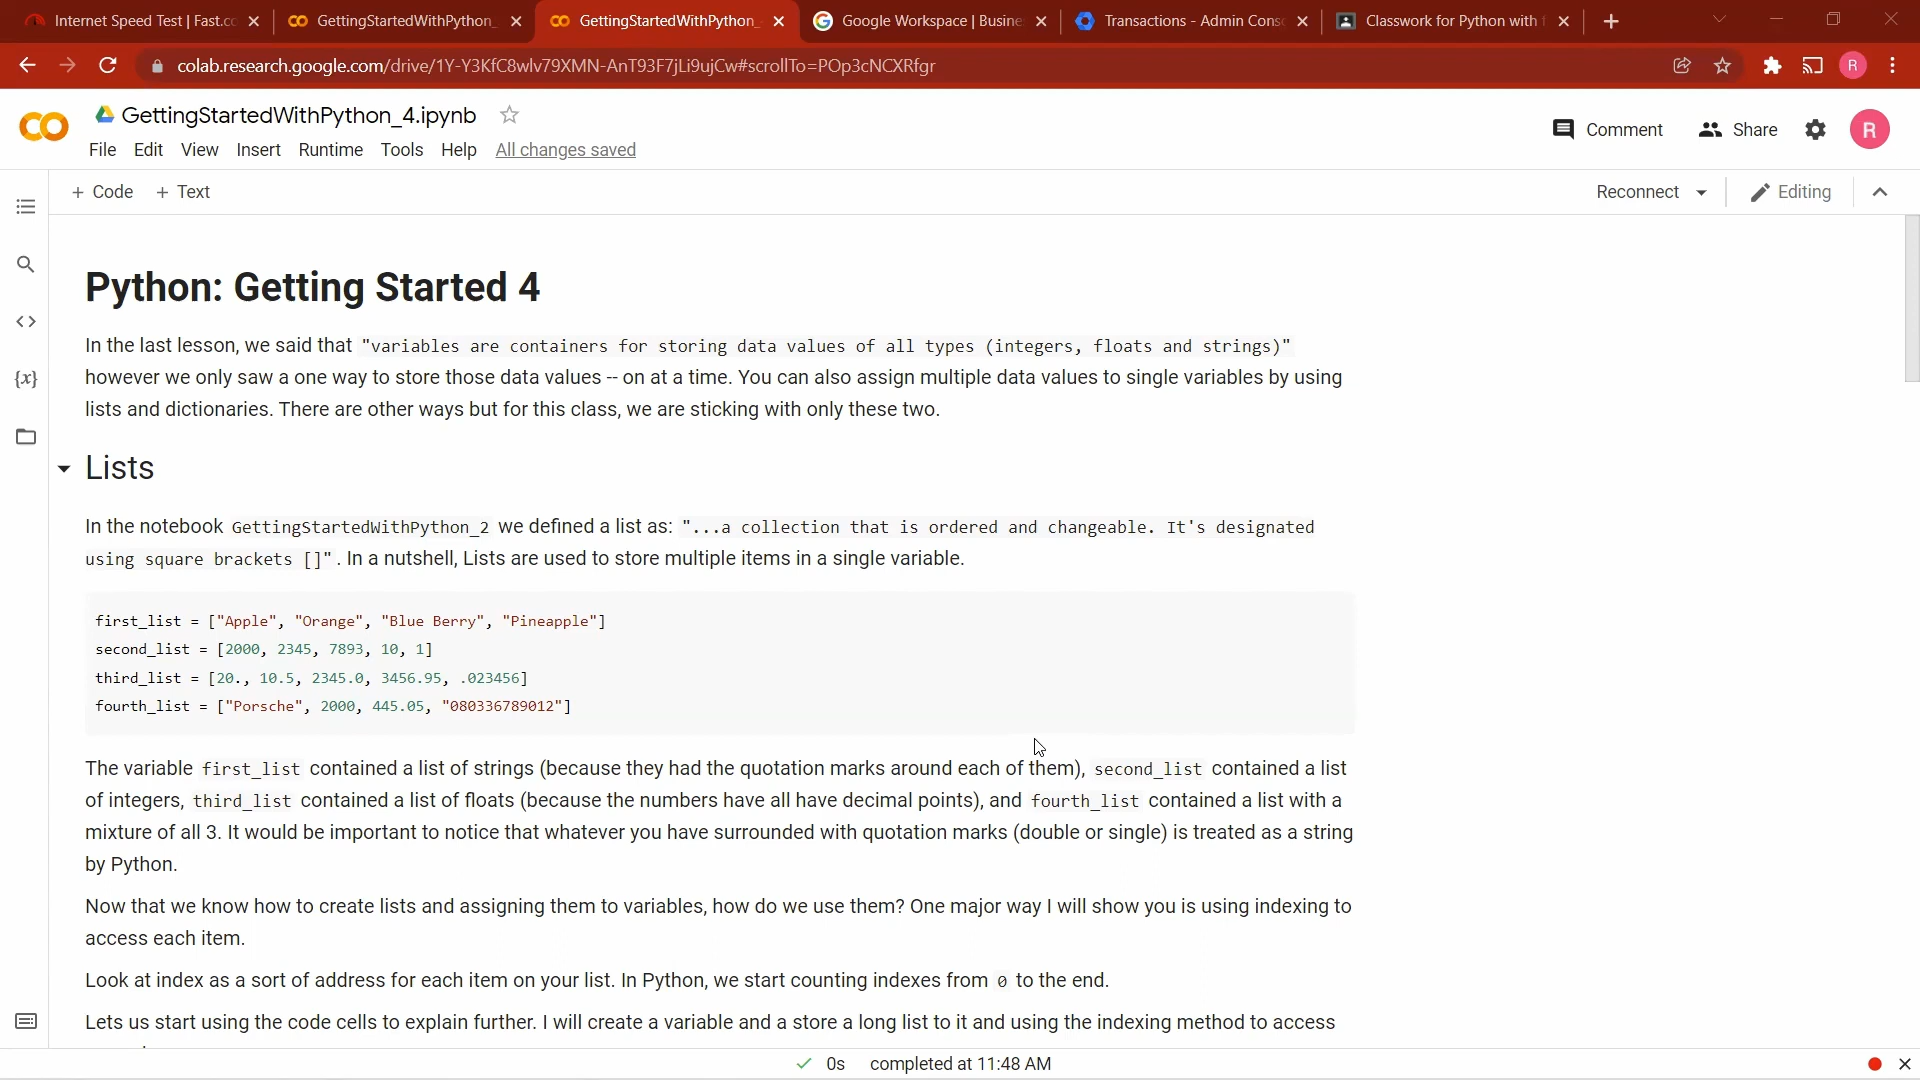 Internet Speed Test | Fast.co
GettingStartedWithPython_
GettingStartedWithPython_
Google Workspace | Busine
Transactions - Admin Conso
Classwork for Python with
colab.research.google.com/drive/1Y-Y3KfC8wlv79XMN-AnT93F7jLi9ujCw#scrollTo=POp3cNCXRfgr
R
GettingStartedWithPython_4.ipynb
Comment
Share
R
File Edit View Insert Runtime Tools Help All changes saved
+ Code + Text
Reconnect
Editing
Python: Getting Started 4
In the last lesson, we said that "variables are containers for storing data values of all types (integers, floats and strings)"
however we only saw a one way to store those data values -- on at a time. You can also assign multiple data values to single variables by using
lists and dictionaries. There are other ways but for this class, we are sticking with only these two.
Lists
In the notebook GettingStartedWithPython_2 we defined a list as: "...a collection that is ordered and changeable. It's designated
using square brackets []". In a nutshell, Lists are used to store multiple items in a single variable.
first_list = ["Apple", "Orange", "Blue Berry", "Pineapple"]
second_list = [2000, 2345, 7893, 10, 1]
third_list = [20., 10.5, 2345.0, 3456.95, .023456]
fourth_list = ["Porsche", 2000, 445.05, "080336789012"]
The variable first_list contained a list of strings (because they had the quotation marks around each of them), second_list contained a list
of integers, third_list contained a list of floats (because the numbers have all have decimal points), and fourth_list contained a list with a
mixture of all 3. It would be important to notice that whatever you have surrounded with quotation marks (double or single) is treated as a string
by Python.
Now that we know how to create lists and assigning them to variables, how do we use them? One major way I will show you is using indexing to
access each item.
Look at index as a sort of address for each item on your list. In Python, we start counting indexes from 0 to the end.
Lets us start using the code cells to explain further. I will create a variable and a store a long list to it and using the indexing method to access
0s completed at 11:48 AM